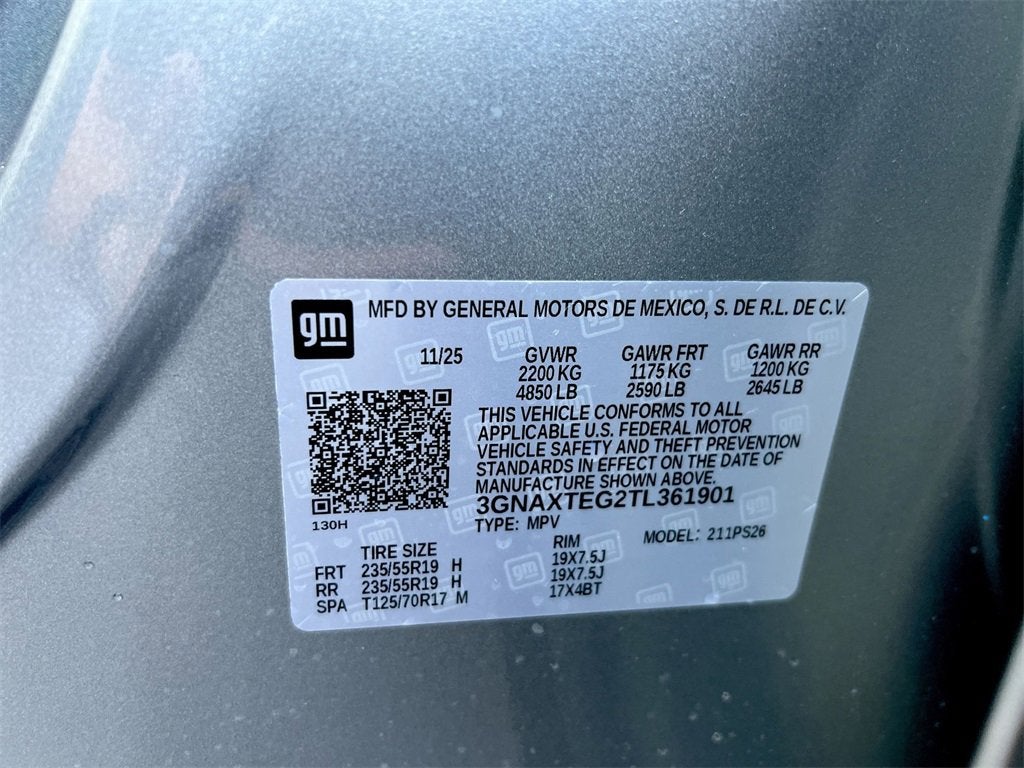 gm
MFD BY GENERAL MOTORS DE MEXICO, S. DE R.L. DE C.V.
11/25 GVWR GAWR FRT GAWR RR
2200 KG 1175 KG 1200 KG
4850 LB 2590 LB 2645 LB
THIS VEHICLE CONFORMS TO ALL
APPLICABLE U.S. FEDERAL MOTOR
VEHICLE SAFETY AND THEFT PREVENTION
STANDARDS IN EFFECT ON THE DATE OF
MANUFACTURE SHOWN ABOVE.
3GNAXTEG2TL361901
130H
TYPE: MPV MODEL: 211PS26
TIRE SIZE RIM
FRT 235/55R19 H 19X7.5J
RR 235/55R19 H 19X7.5J
SPA T125/70R17 M 17X4BT